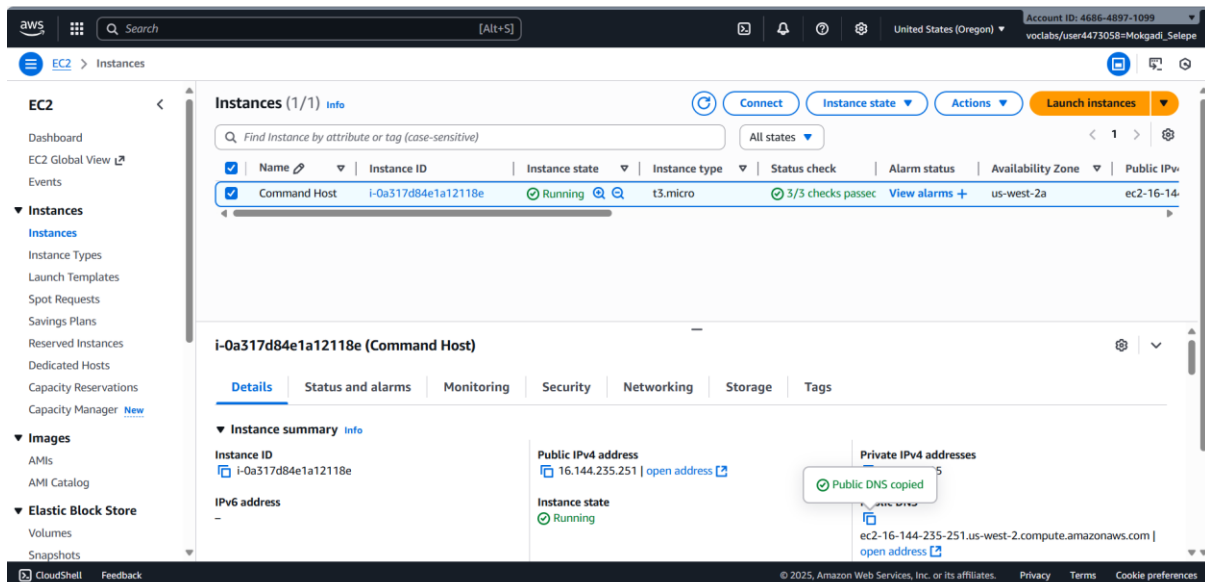 aws
Search [Alt+S] United States (Oregon) ▼
Account ID: 4686-4897-1099
voclabs/user4473058=Mokgadi_Selepe
EC2 > Instances
EC2
Dashboard
EC2 Global View
Events
Instances
Instances
Instance Types
Launch Templates
Spot Requests
Savings Plans
Reserved Instances
Dedicated Hosts
Capacity Reservations
Capacity Manager New
Images
AMIs
AMI Catalog
Elastic Block Store
Volumes
Snapshots
Instances (1/1) Info Connect Instance state Actions Launch instances
Find Instance by attribute or tag (case-sensitive) All states < 1 >
Name Instance ID Instance state Instance type Status check Alarm status Availability Zone Public IPv
Command Host i-0a317d84e1a12118e Running t3.micro 3/3 checks passec View alarms + us-west-2a ec2-16-14
i-0a317d84e1a12118e (Command Host)
Details Status and alarms Monitoring Security Networking Storage Tags
Instance summary Info
Instance ID
i-0a317d84e1a12118e
IPv6 address
–
Public IPv4 address
16.144.235.251 | open address
Instance state
Running
Private IPv4 addresses
Public DNS copied
ec2-16-144-235-251.us-west-2.compute.amazonaws.com |
open address
CloudShell Feedback © 2025, Amazon Web Services, Inc. or its affiliates. Privacy Terms Cookie preferences